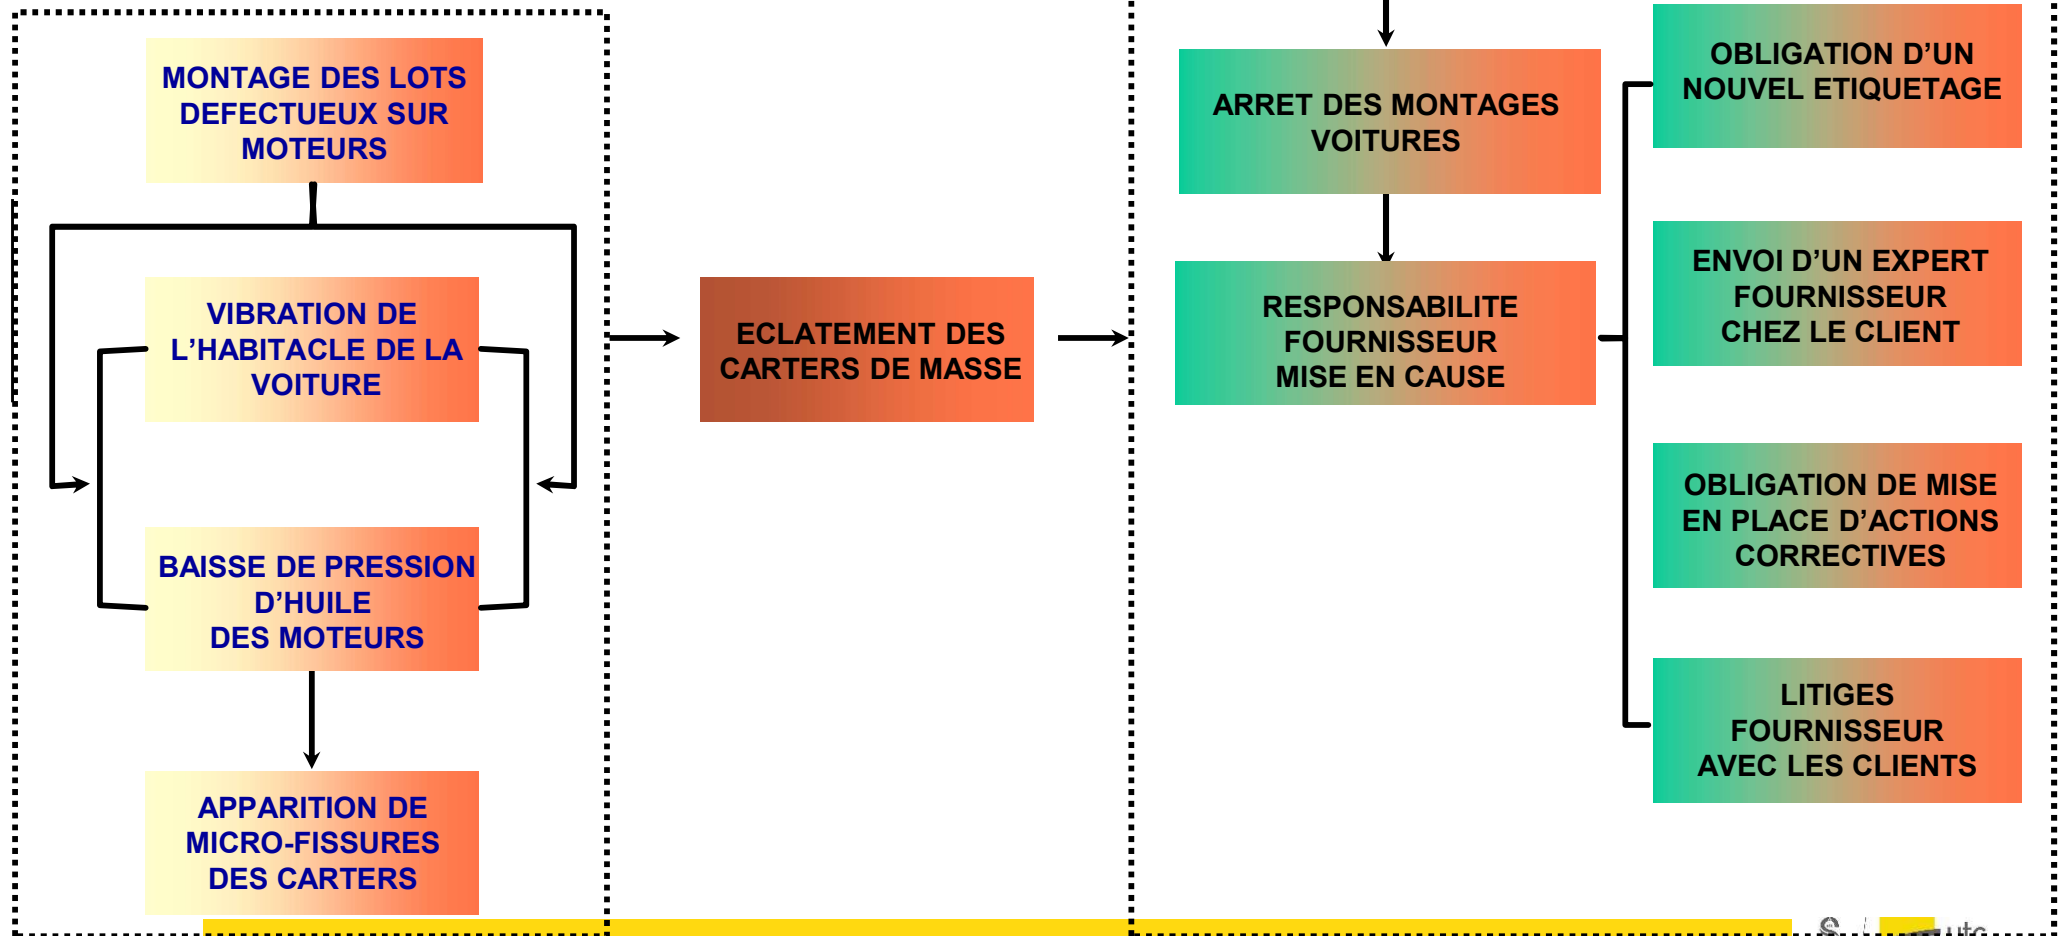 MONTAGE DES LOTS
DEFECTUEUX SUR
MOTEURS
VIBRATION DE
L’HABITACLE DE LA
VOITURE
BAISSE DE PRESSION
D’HUILE
DES MOTEURS
APPARITION DE
MICRO-FISSURES
DES CARTERS
ECLATEMENT DES
CARTERS DE MASSE
ARRET DES MONTAGES
VOITURES
RESPONSABILITE
FOURNISSEUR
MISE EN CAUSE
OBLIGATION D’UN
NOUVEL ETIQUETAGE
ENVOI D’UN EXPERT
FOURNISSEUR
CHEZ LE CLIENT
OBLIGATION DE MISE
EN PLACE D’ACTIONS
CORRECTIVES
LITIGES
FOURNISSEUR
AVEC LES CLIENTS
utc